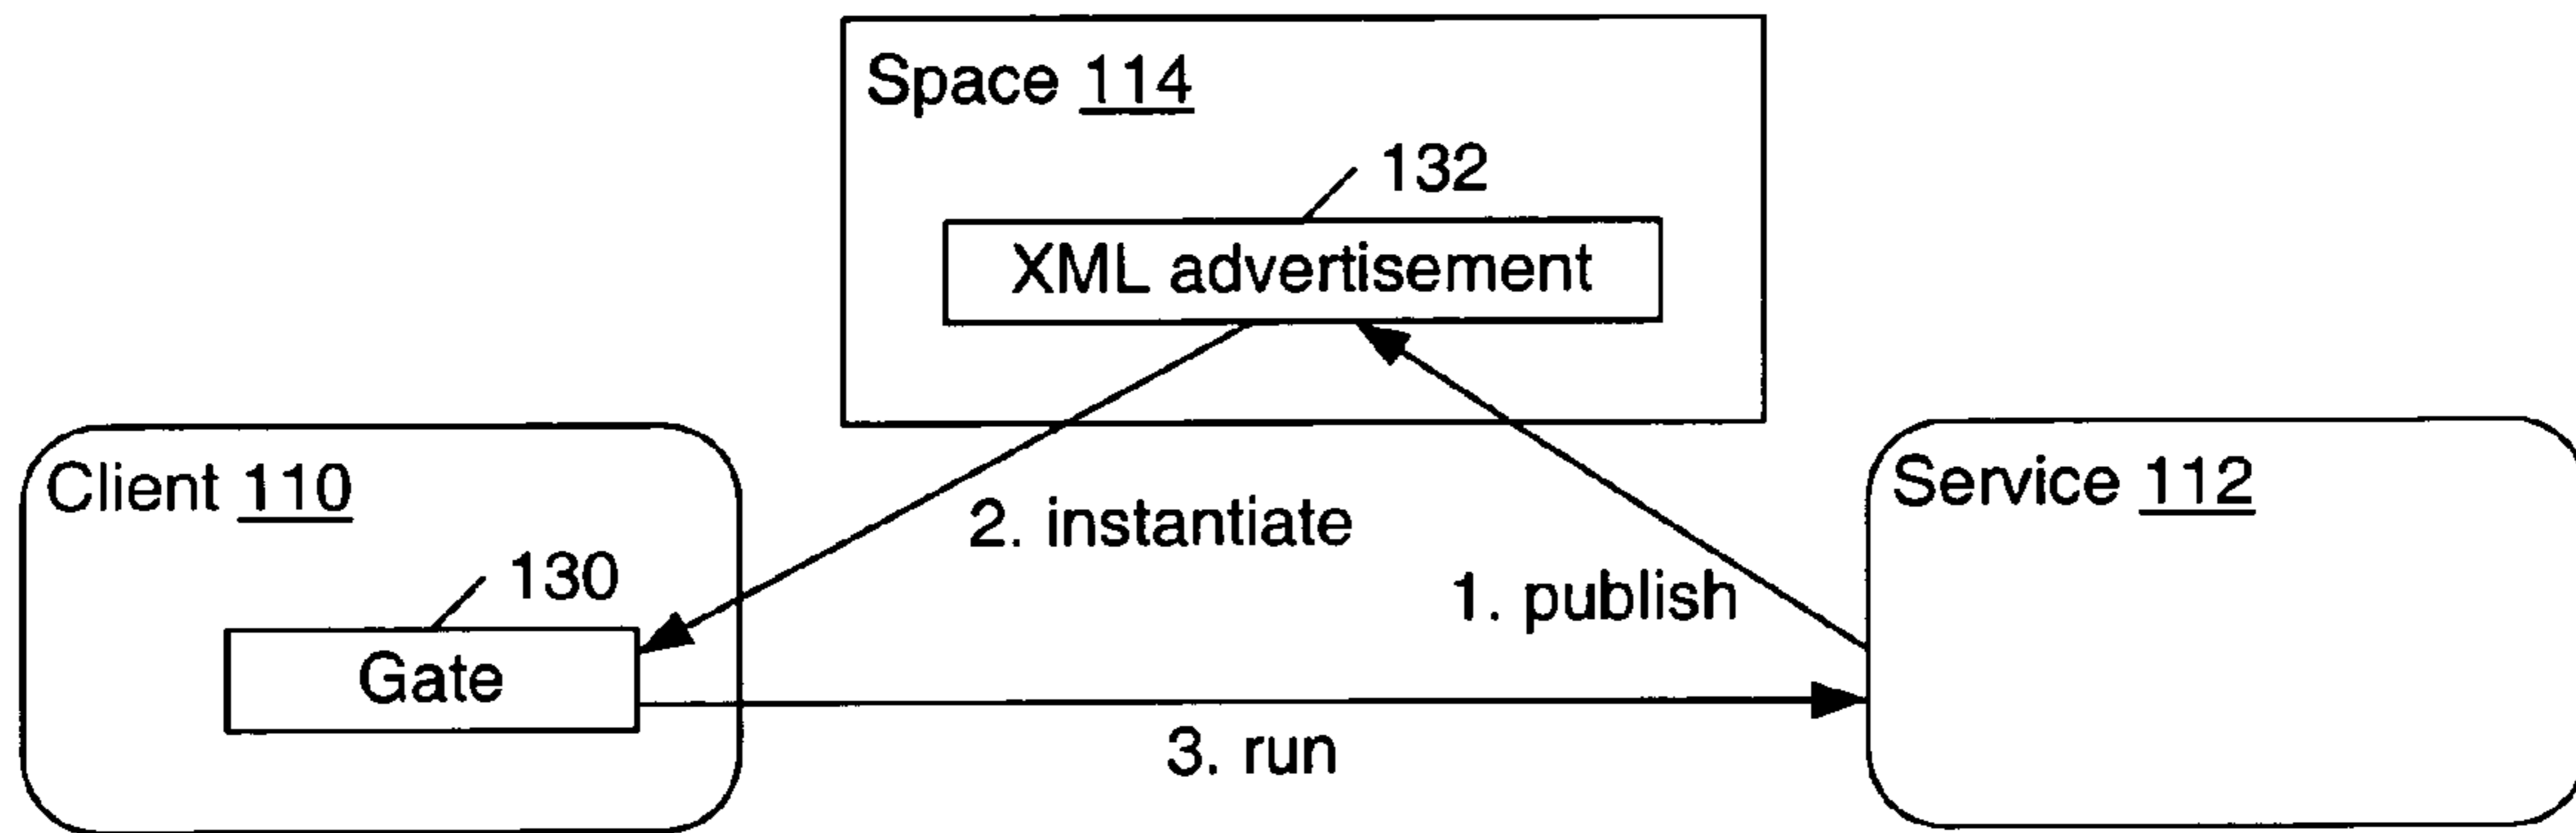 Space 114
132
XML advertisement
Client 110
Service 112
2. instantiate
130
1. publish
Gate
3. run